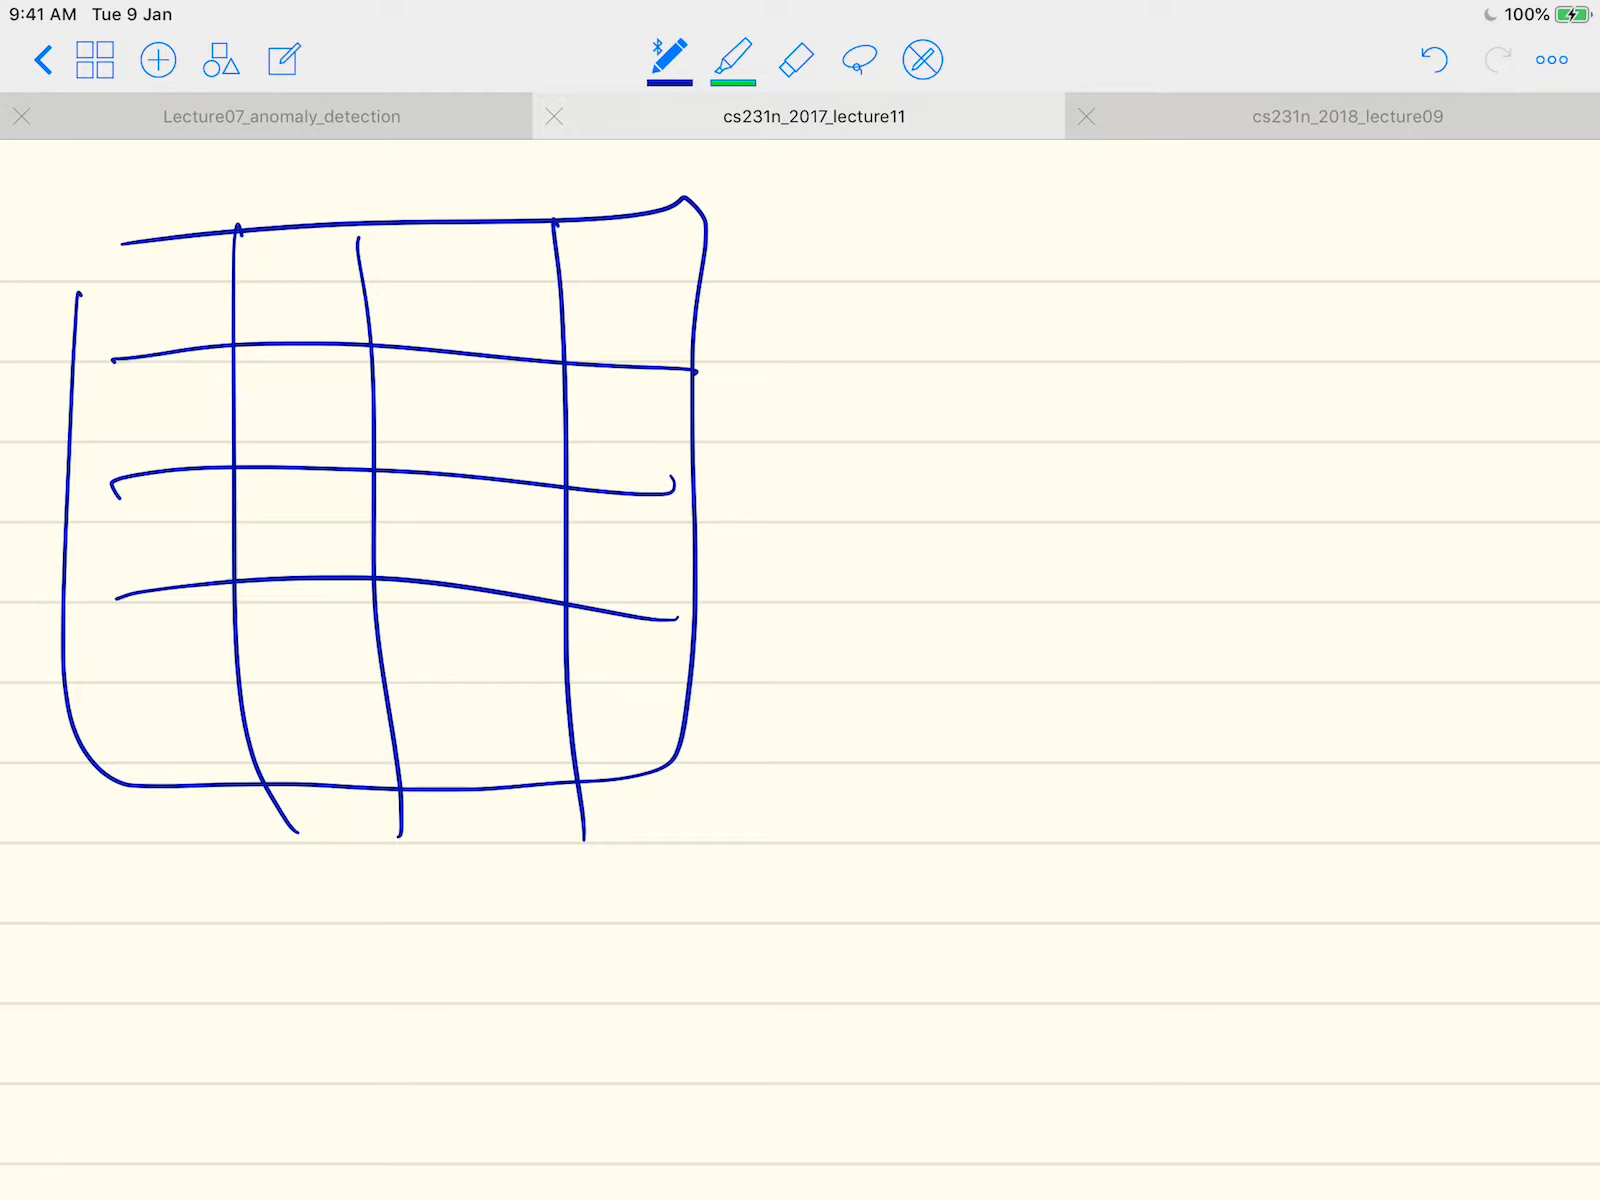 9:41 AM Tue 9 Jan 100%
Lecture07_anomaly_detection cs231n_2017_lecture11 cs231n_2018_lecture09